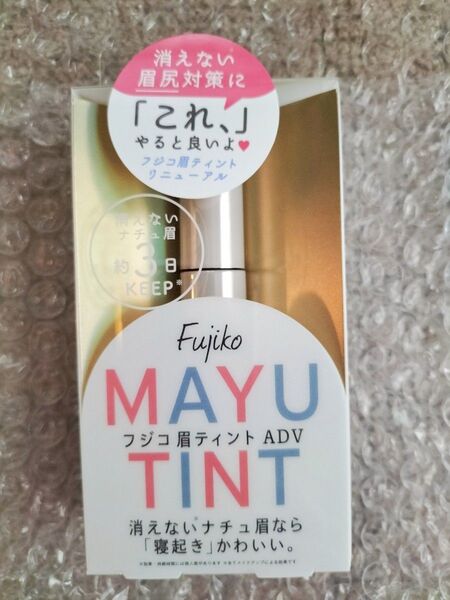 消えない
眉尻対策に
「これ、」
やると良いよ♥
フジコ眉ティント
リニューアル
消えない
ナチュ眉
約3日
KEEP※
Fujiko
MAYU
フジコ眉ティント ADV
TINT
消えないナチュ眉なら
「寝起き」かわいい。